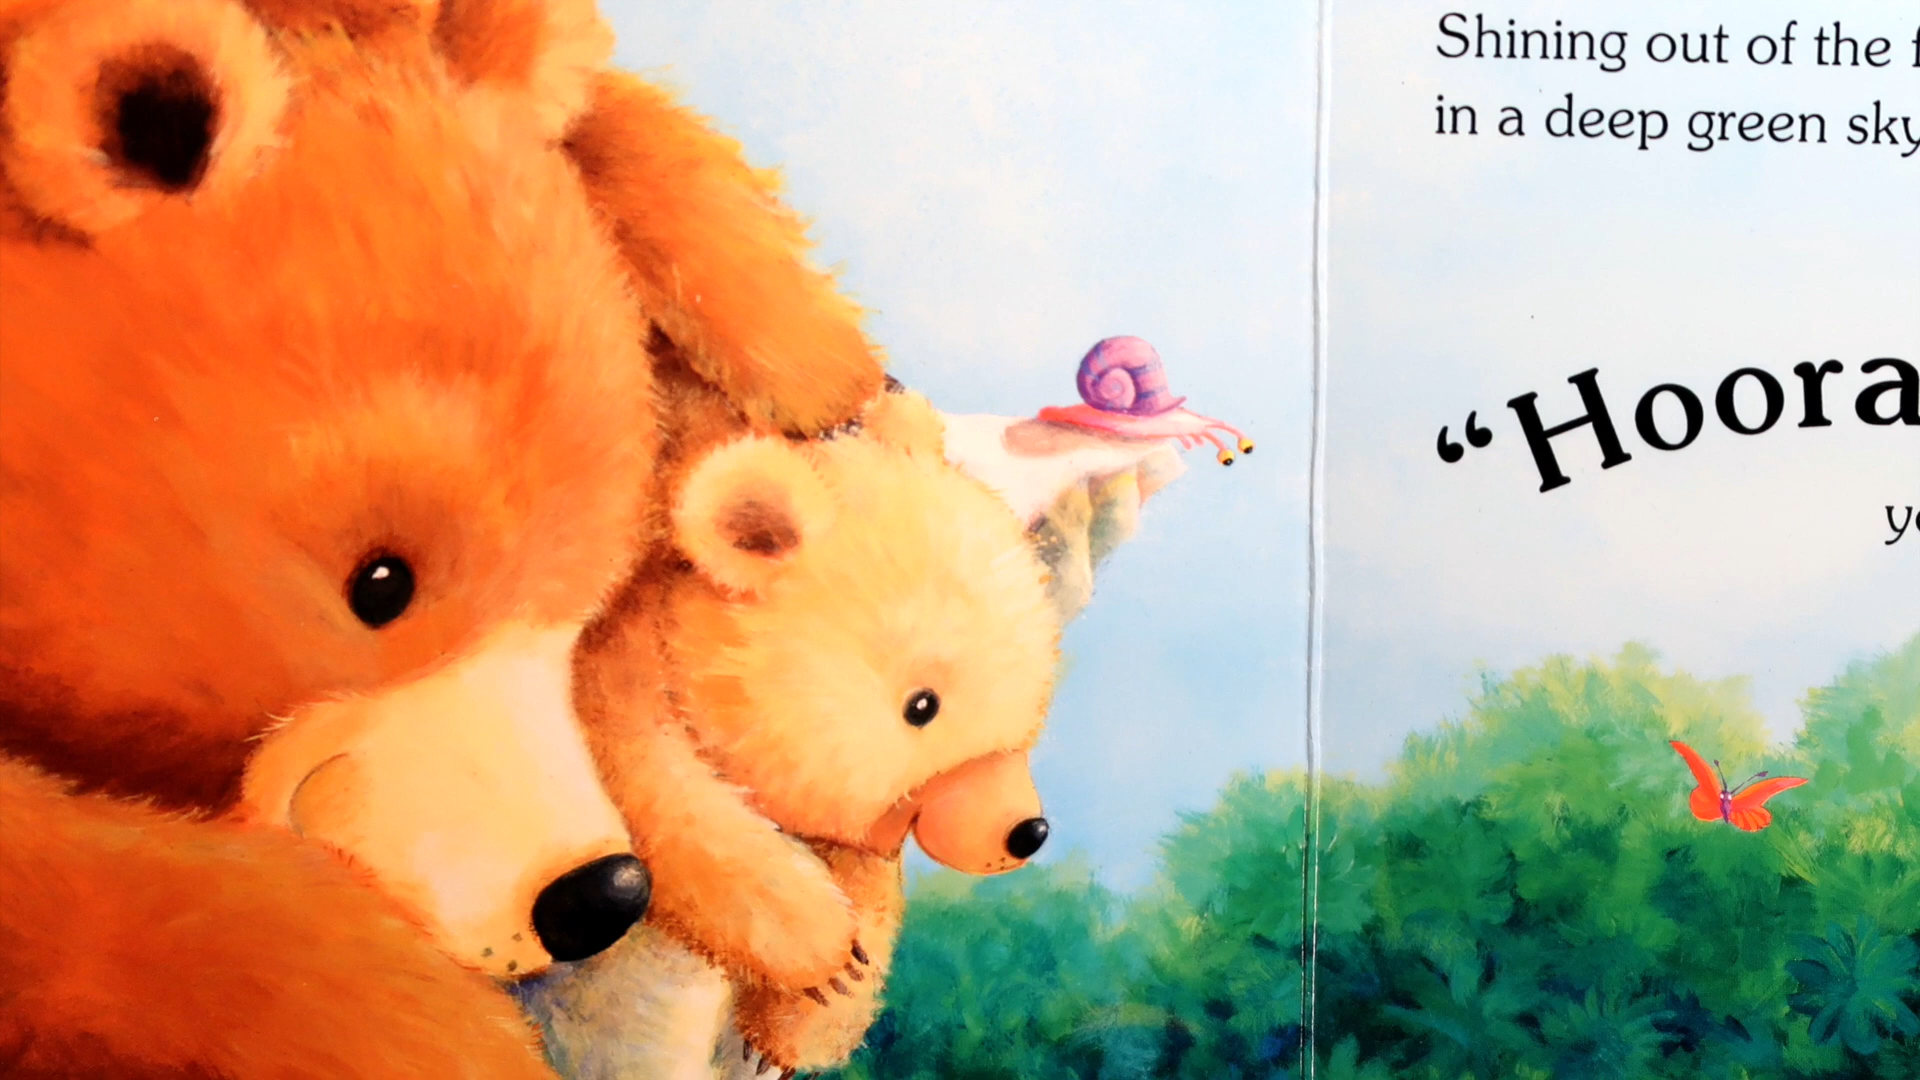 Shining out of the
in a deep green sky
“Hoora